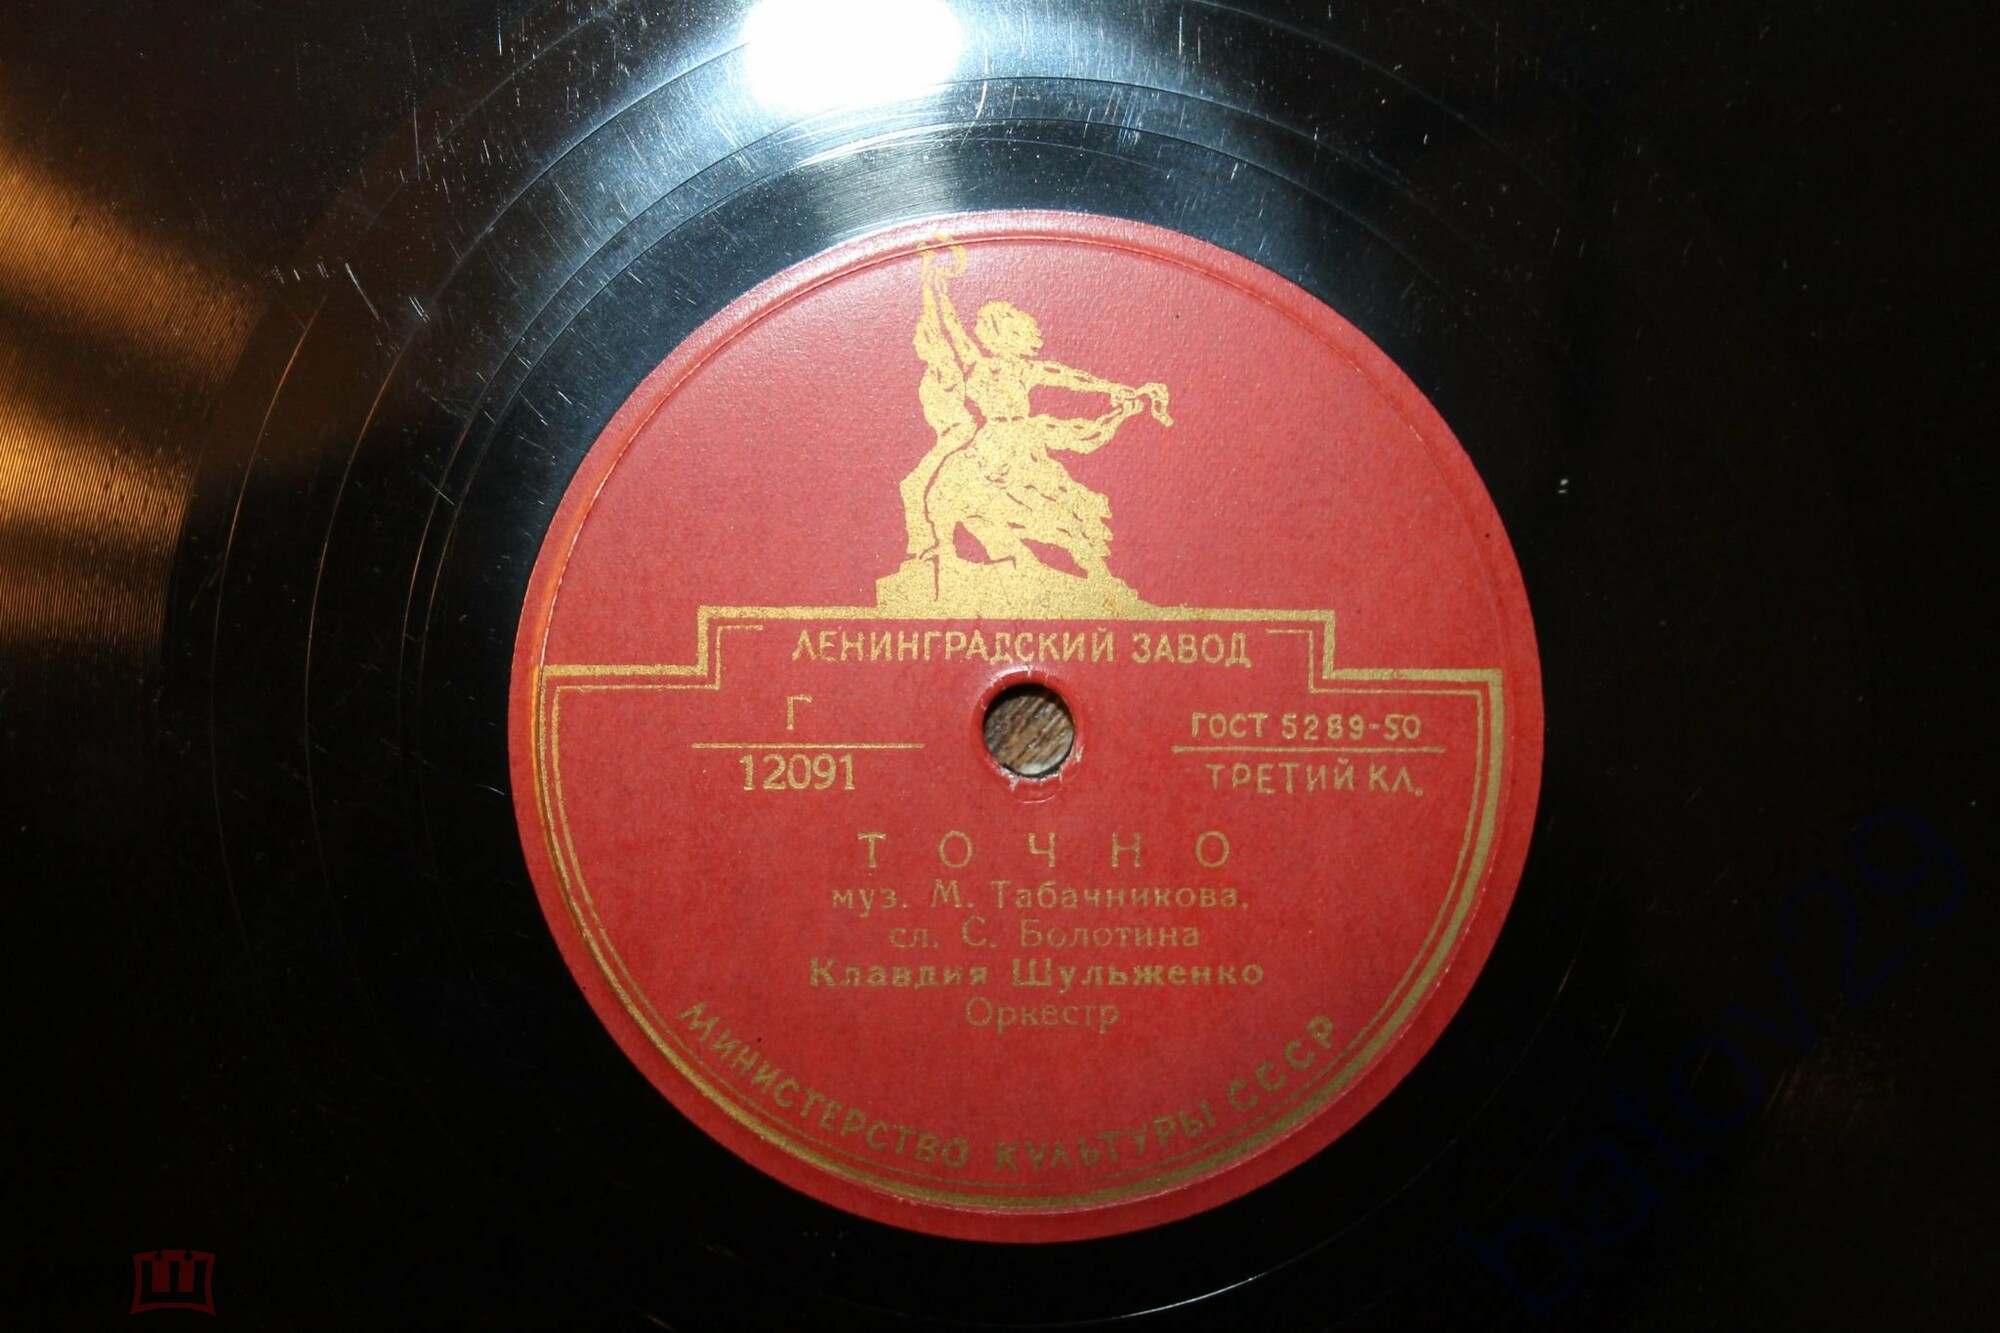 ЛЕНИНГРАДСКИЙ ЗАВОД
Г
12091
ГОСТ 5289-50
ТРЕТИЙ КЛ.
ТОЧНО
муз. М. Табачникова,
сл. С. Болотина
Клавдия Шульженко
Оркестр
МИНИСТЕРСТВО КУЛЬТУРЫ СССР
batov29